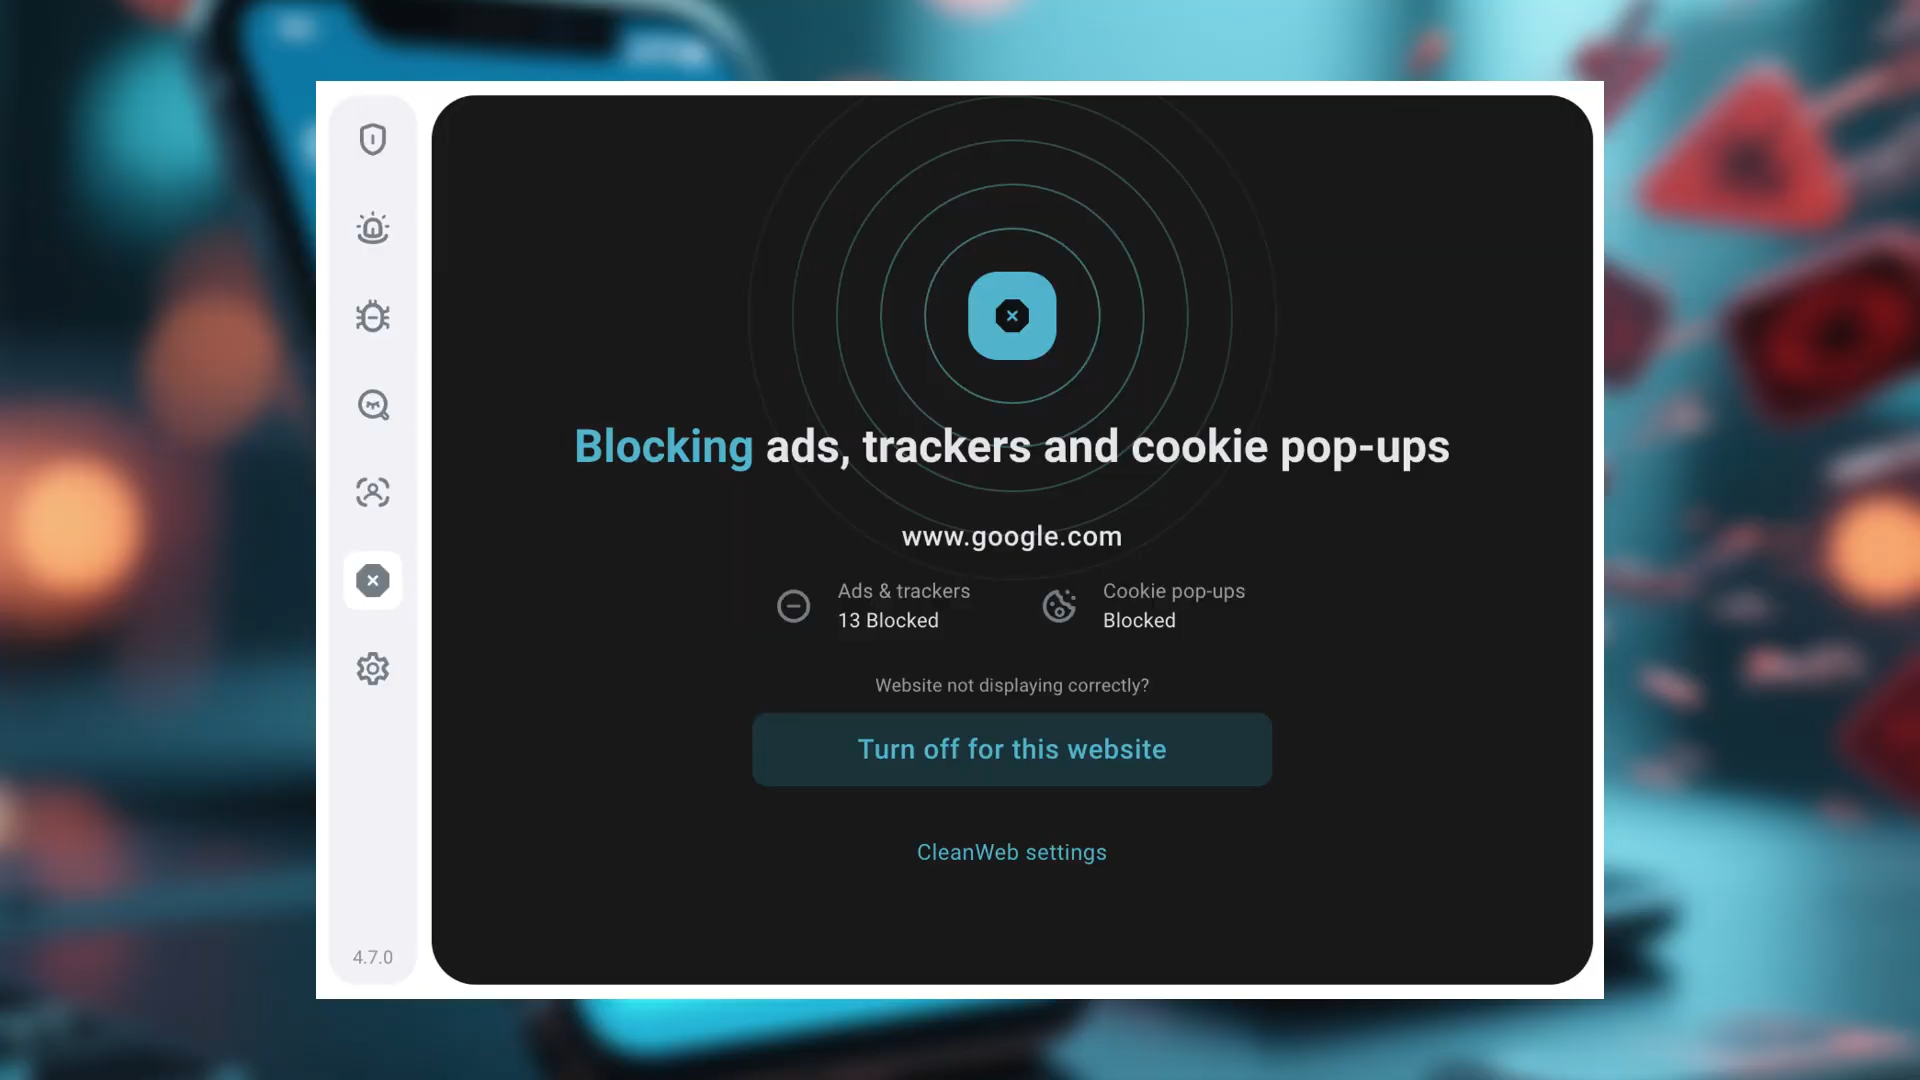 Blocking ads, trackers and cookie pop-ups
www.google.com
Ads & trackers
13 Blocked
Cookie pop-ups
Blocked
Website not displaying correctly?
Turn off for this website
CleanWeb settings
4.7.0